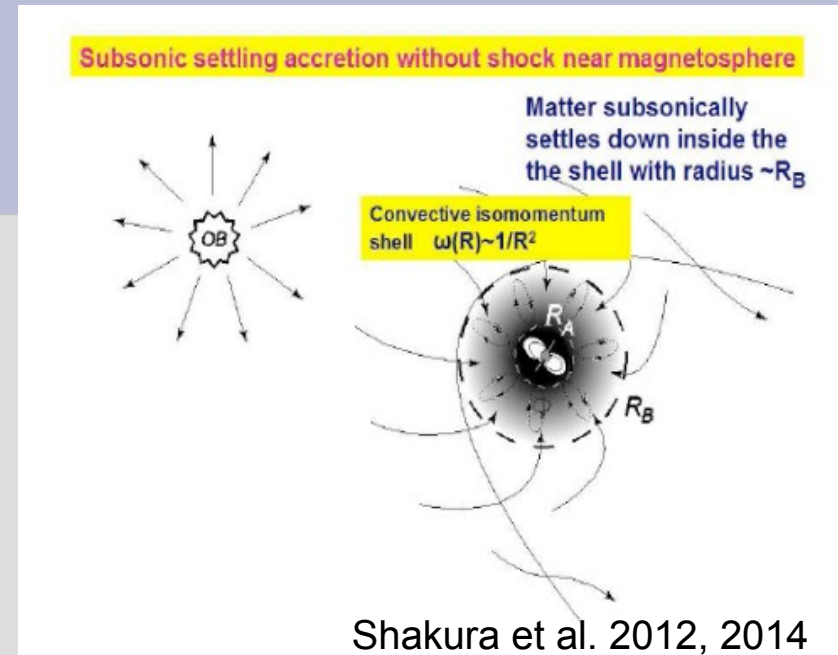 Subsonic settling accretion without shock near magnetosphere
Matter subsonically
settles down inside the
the shell with radius ~R_B
Convective isomomentum
shell ω(R)~1/R²
OB
R_A
R_B
Shakura et al. 2012, 2014